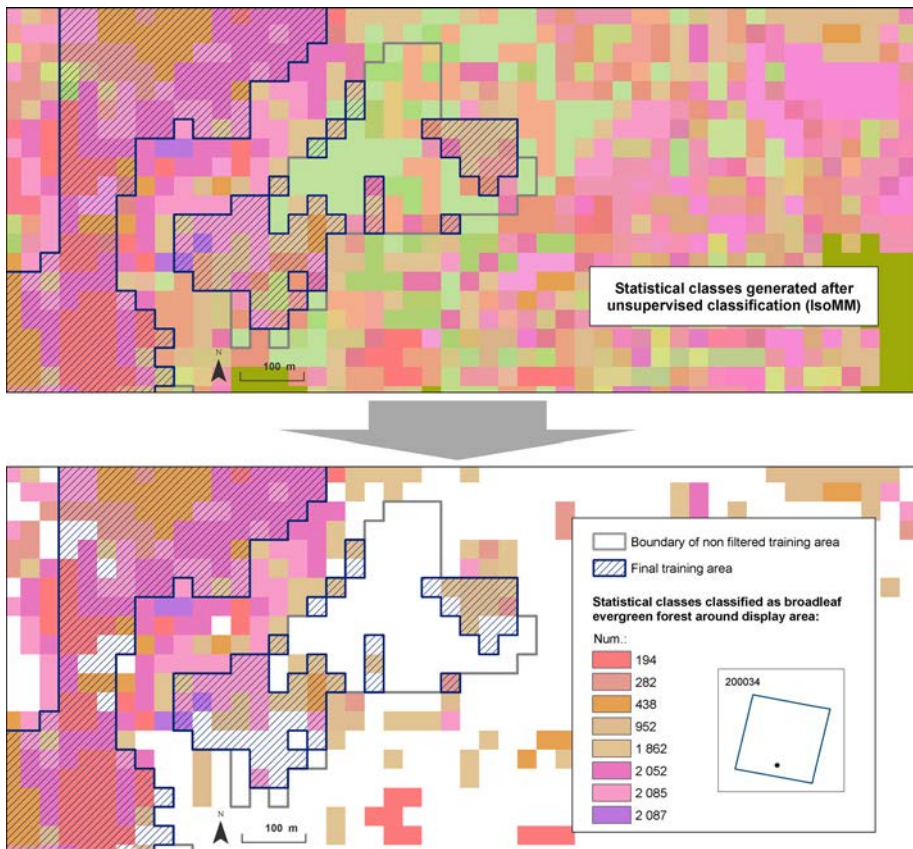 Statistical classes generated after
unsupervised classification (IsoMM)
N
100 m
Boundary of non filtered training area
Final training area
Statistical classes classified as broadleaf
evergreen forest around display area:
Num.:
194
282
438
952
1 862
2 052
2 085
2 087
200034
N
100 m